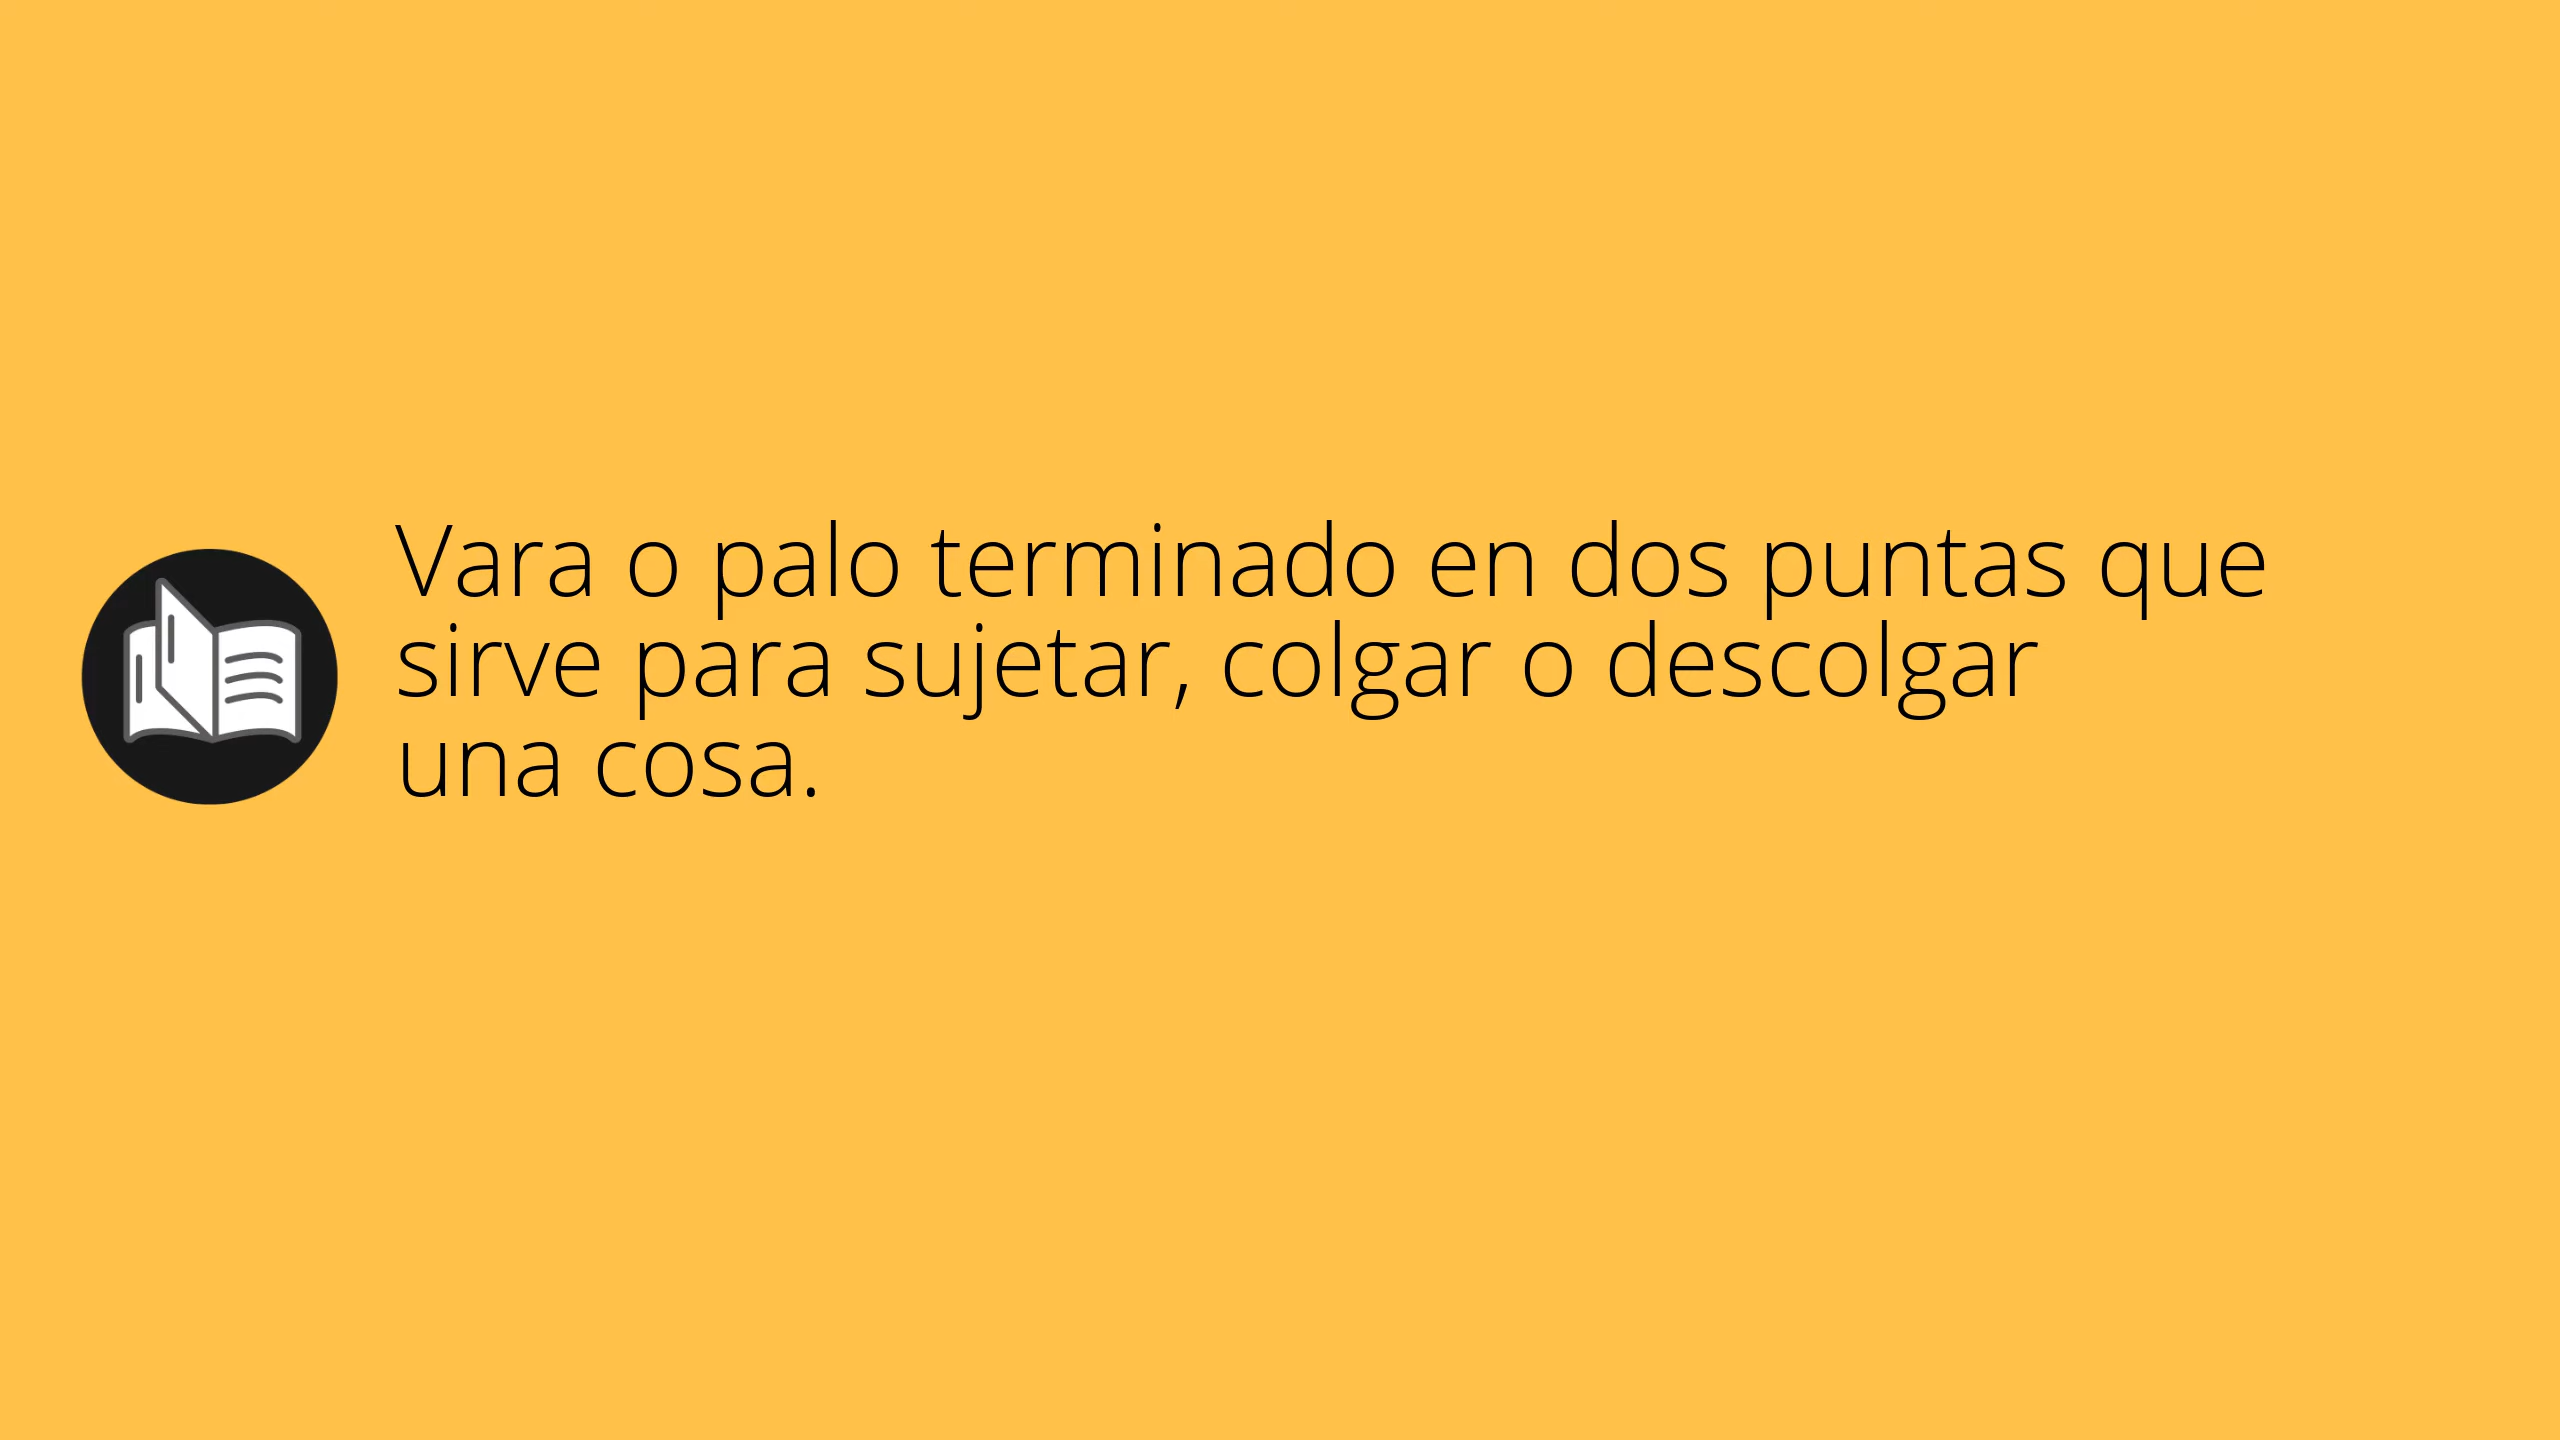 Vara o palo terminado en dos puntas que
sirve para sujetar, colgar o descolgar
una cosa.